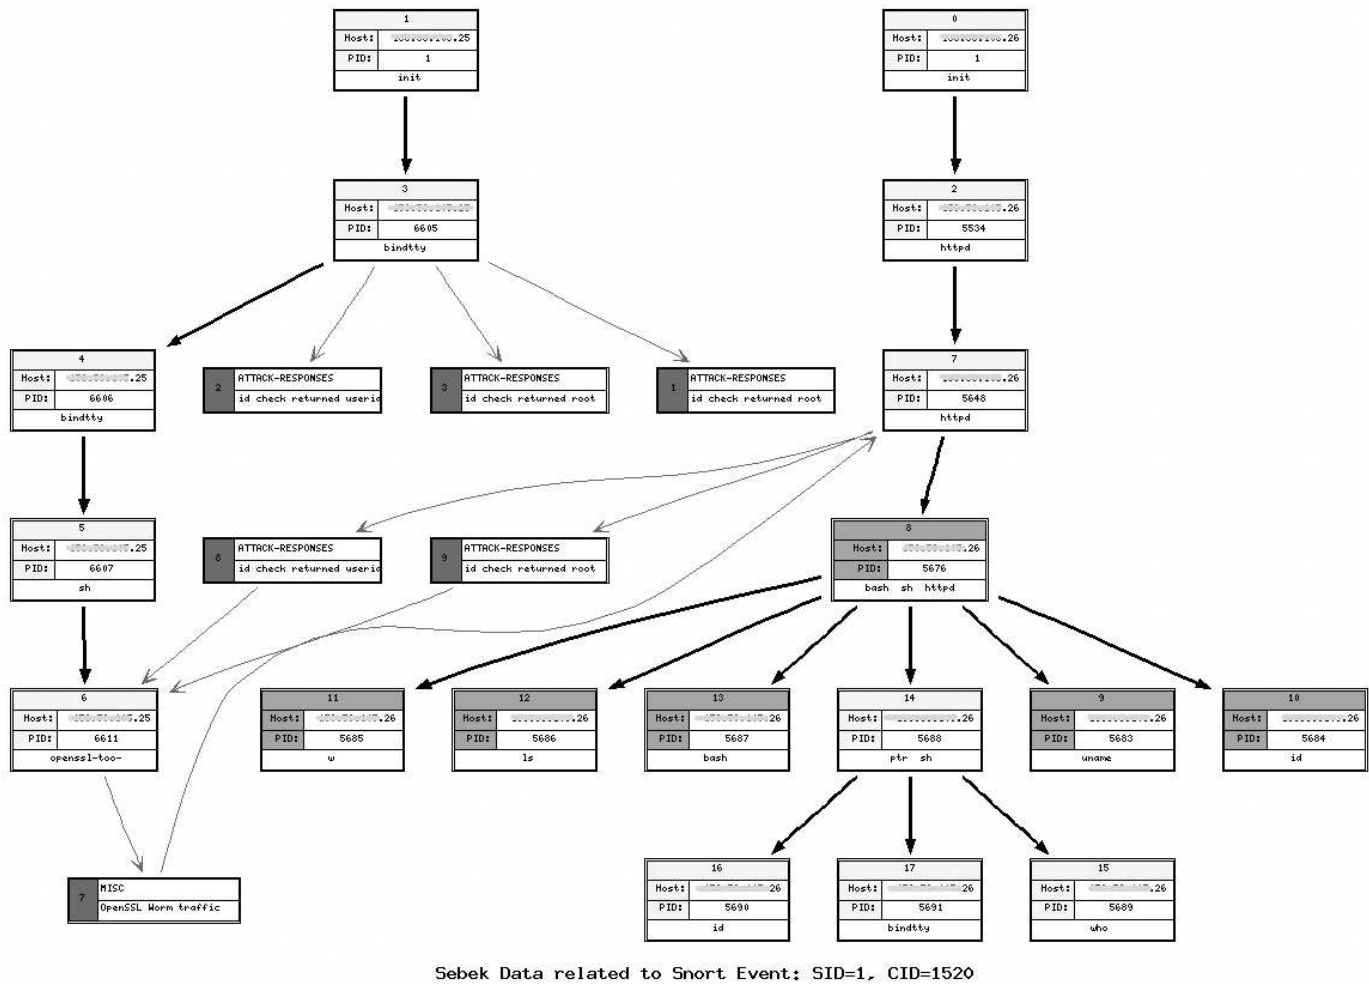 1
Host: .25
PID: 1
init
0
Host: .26
PID: 1
init
3
Host:
PID: 6605
bindtty
2
Host: .26
PID: 5534
httpd
4
Host: .25
PID: 6606
bindtty
2 ATTACK-RESPONSES
id check returned userid
3 ATTACK-RESPONSES
id check returned root
1 ATTACK-RESPONSES
id check returned root
7
Host: .26
PID: 5648
httpd
5
Host: .25
PID: 6607
sh
ATTACK-RESPONSES
id check returned userid
9 ATTACK-RESPONSES
id check returned root
8
Host: .26
PID: 5676
bash sh httpd
6
Host: .25
PID: 6611
openssl-too-
11
Host: .26
PID: 5685
w
12
Host: .26
PID: 5686
ls
13
Host: 26
PID: 5687
bash
14
Host: .26
PID: 5688
ptr sh
9
Host: .26
PID: 5683
uname
10
Host: .26
PID: 5684
id
7 MISC
OpenSSL Worm traffic
16
Host: 26
PID: 5690
id
17
Host: .26
PID: 5691
bindtty
15
Host: .26
PID: 5689
who
Sebek Data related to Snort Event: SID=1, CID=1520